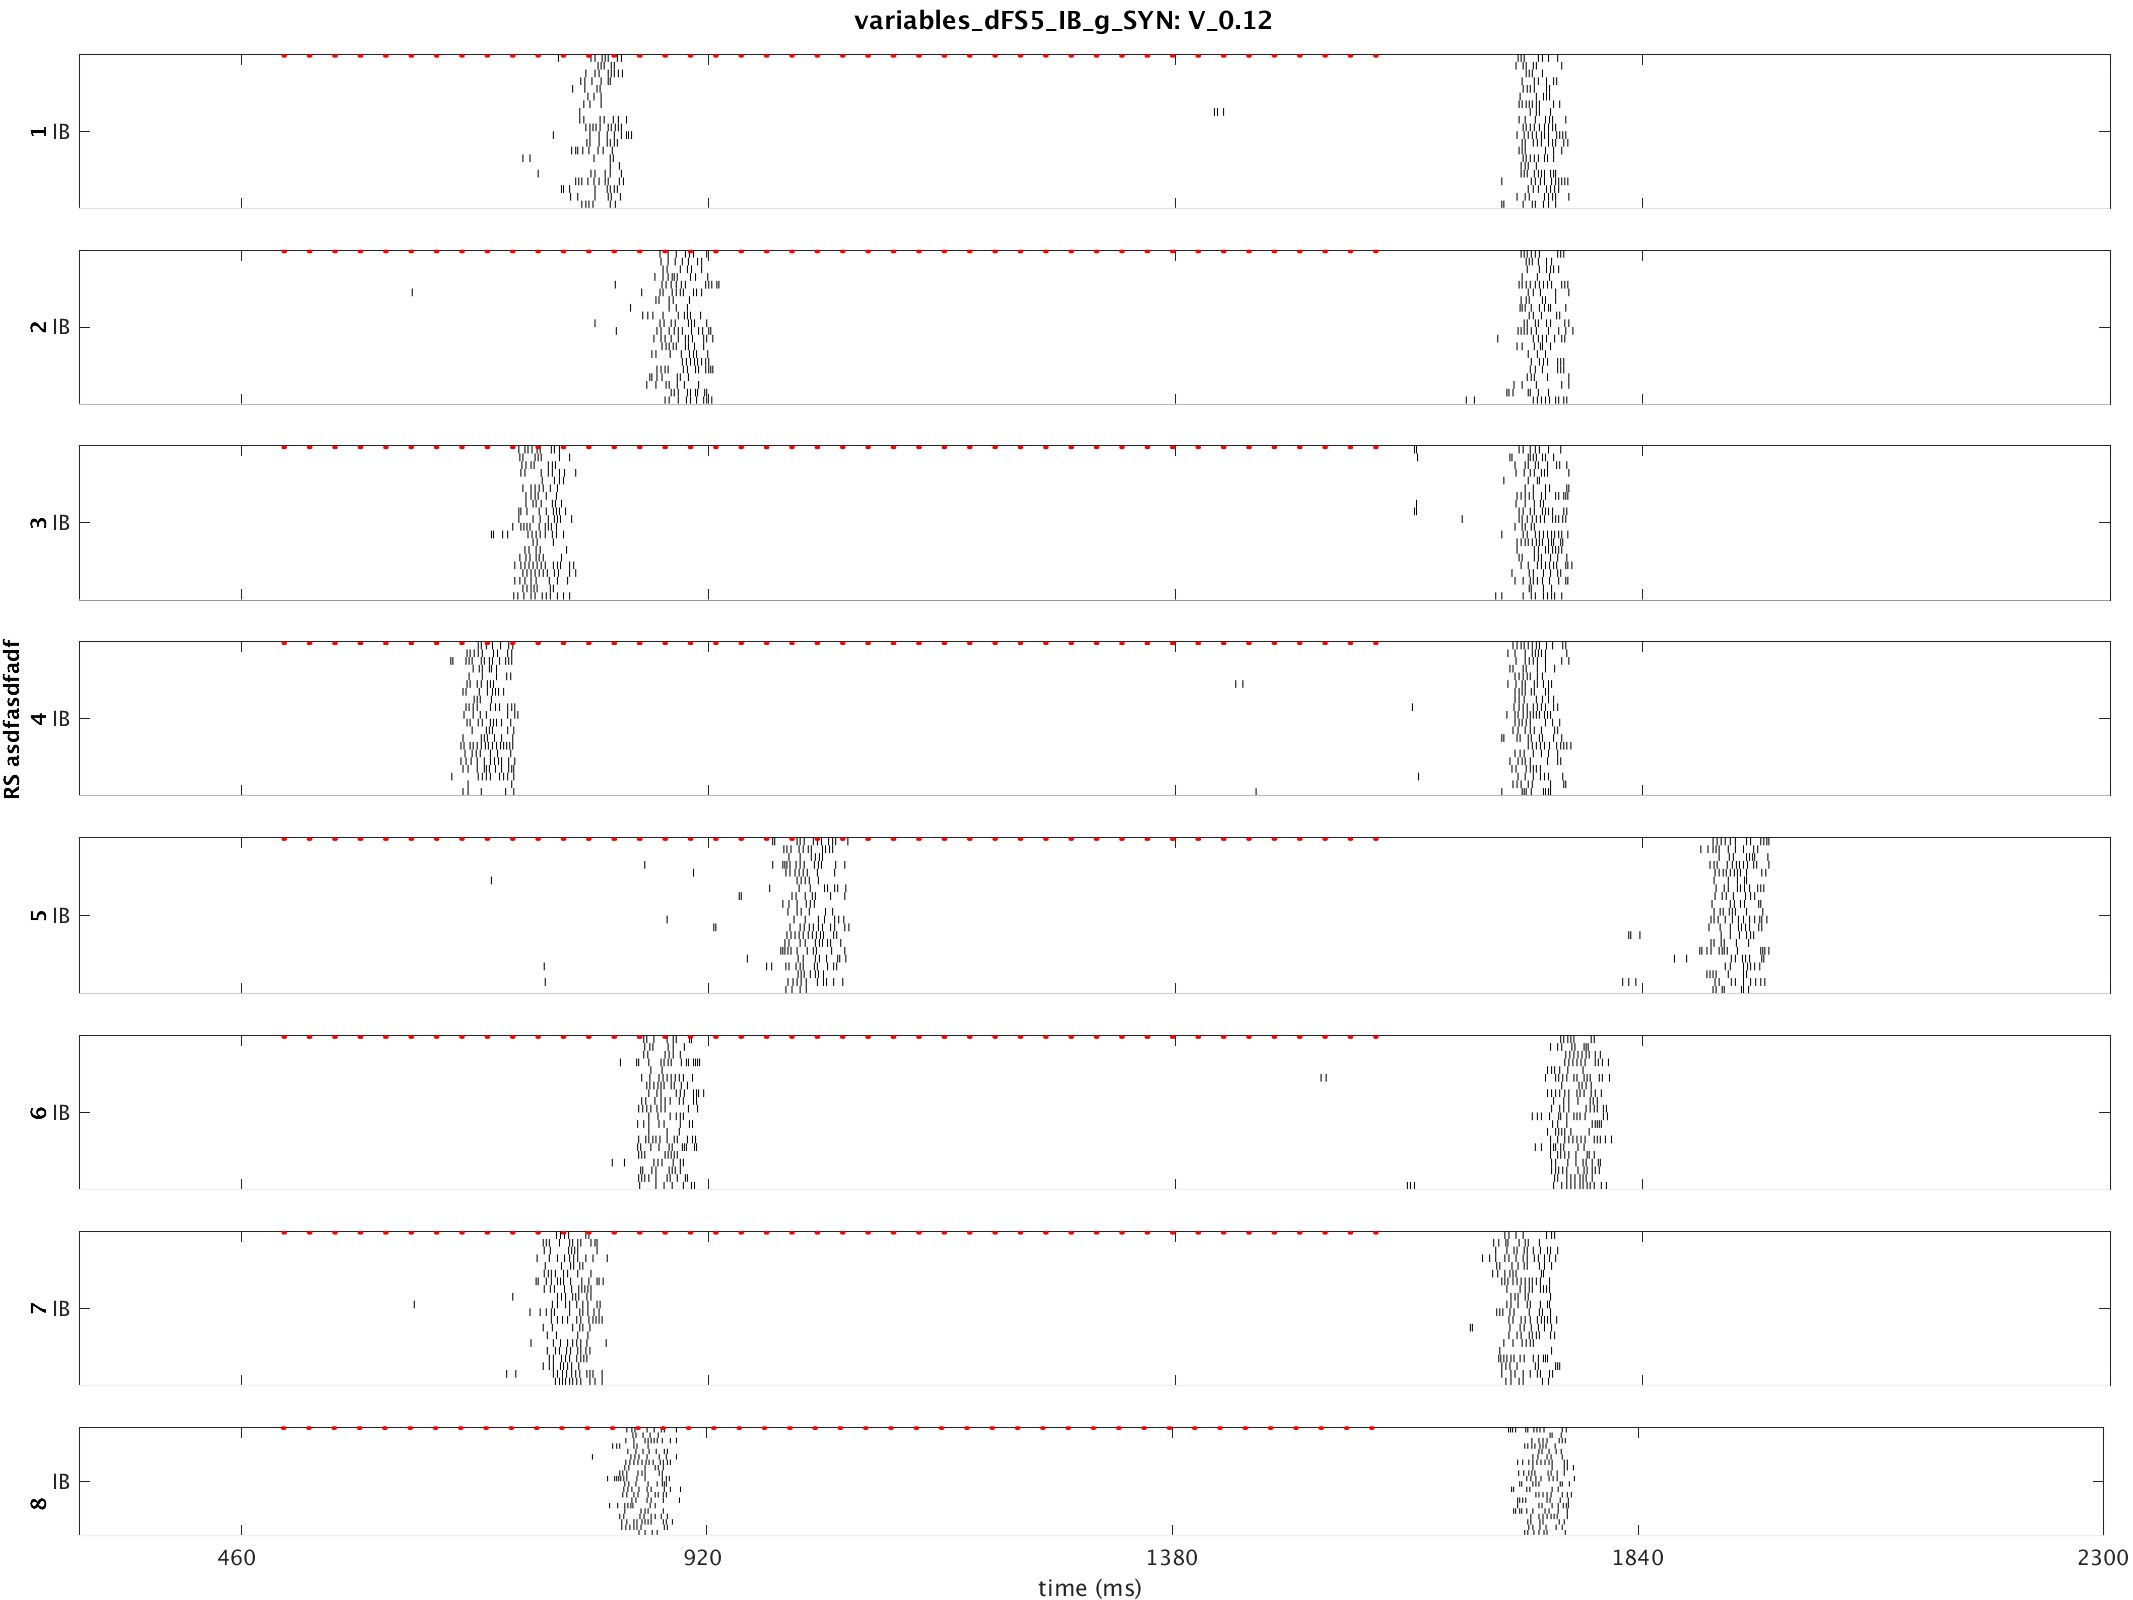 variables_dFS5_IB_g_SYN: V_0.12
RS asdfasdfadf
1 IB
2 IB
3 IB
4 IB
5 IB
6 IB
7 IB
8 IB
460 920 1380 1840 2300
time (ms)